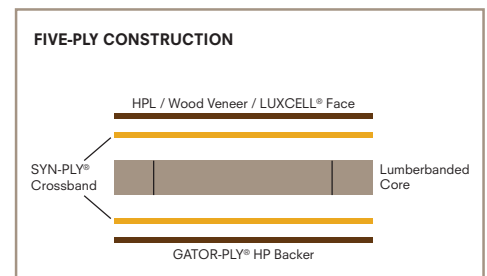 FIVE-PLY CONSTRUCTION
HPL / Wood Veneer / LUXCELL® Face
SYN-PLY®
Crossband
Lumberbanded
Core
GATOR-PLY® HP Backer